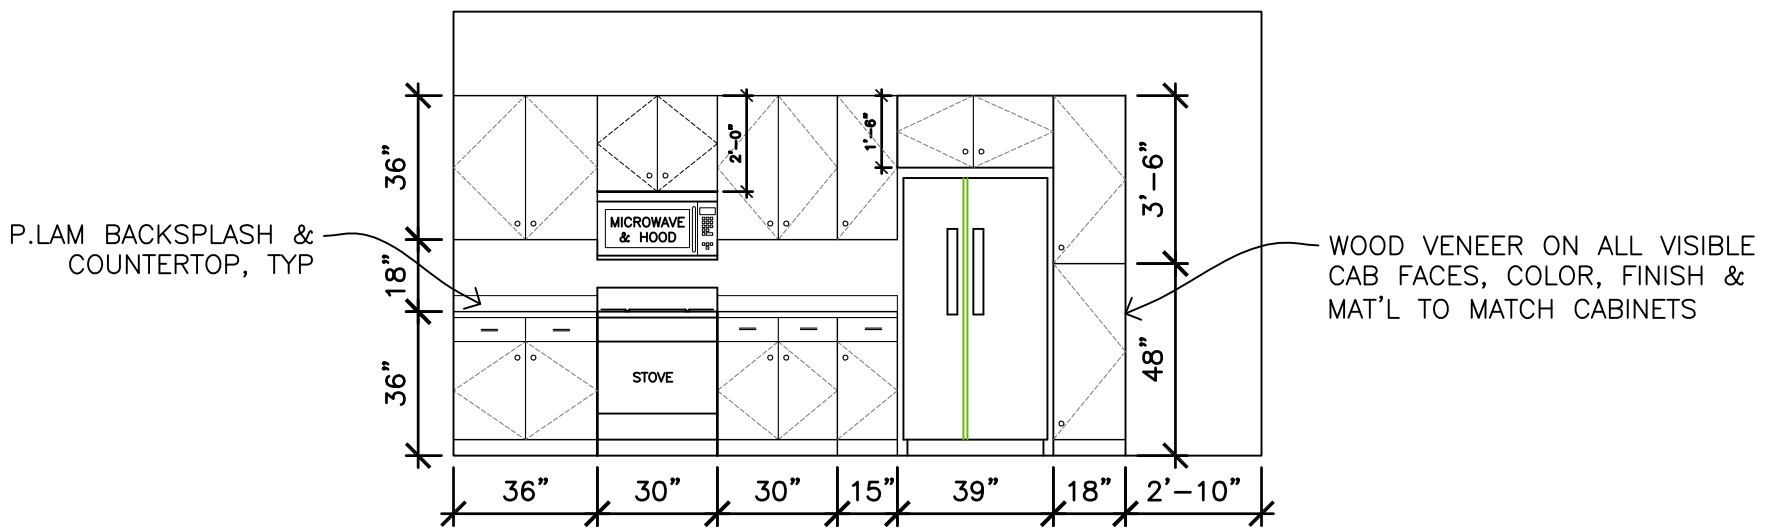 36”
2'-0"
1'-6"
3'-6”
MICROWAVE
& HOOD
P.LAM BACKSPLASH &
COUNTERTOP, TYP
18”
WOOD VENEER ON ALL VISIBLE
CAB FACES, COLOR, FINISH &
MAT'L TO MATCH CABINETS
36”
STOVE
48”
36”
30”
30”
15”
39”
18”
2'-10”